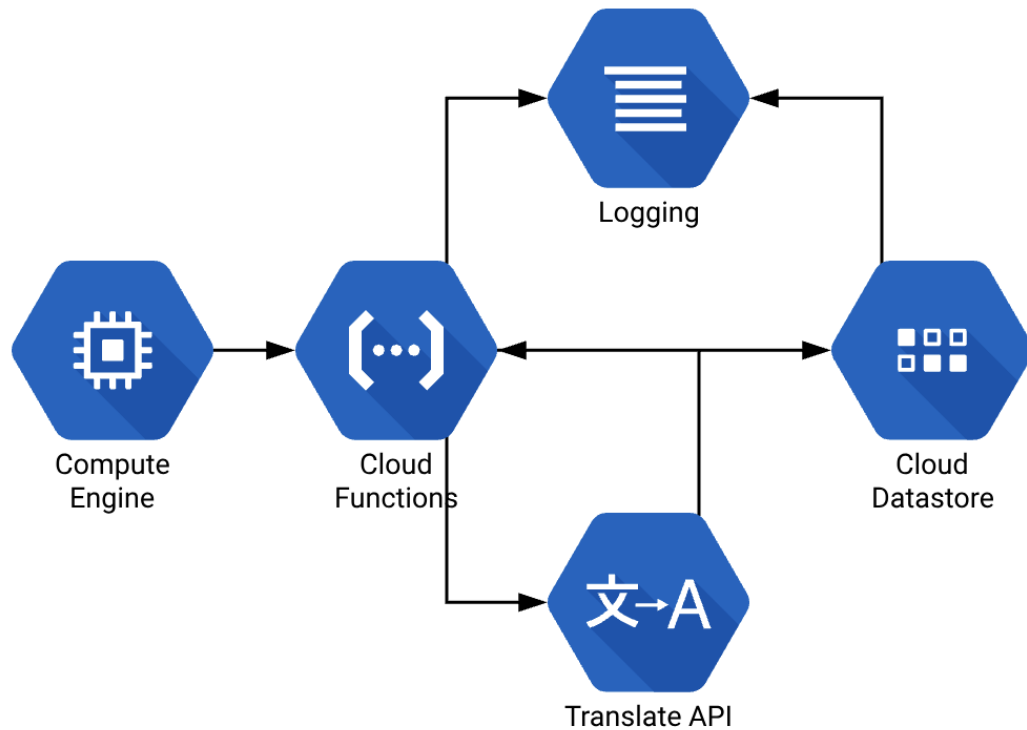 Logging
Compute
Engine
Cloud
Functions
Cloud
Datastore
文→A
Translate API